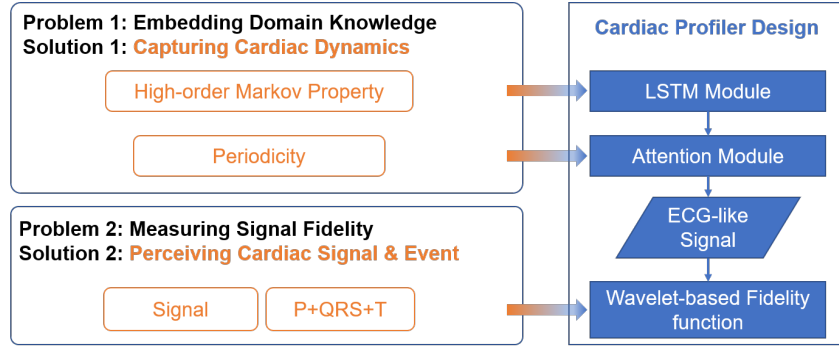 Problem 1: Embedding Domain Knowledge
Solution 1: Capturing Cardiac Dynamics
High-order Markov Property
Periodicity
Problem 2: Measuring Signal Fidelity
Solution 2: Perceiving Cardiac Signal & Event
Signal
P+QRS+T
Cardiac Profiler Design
LSTM Module
Attention Module
ECG-like
Signal
Wavelet-based Fidelity
function